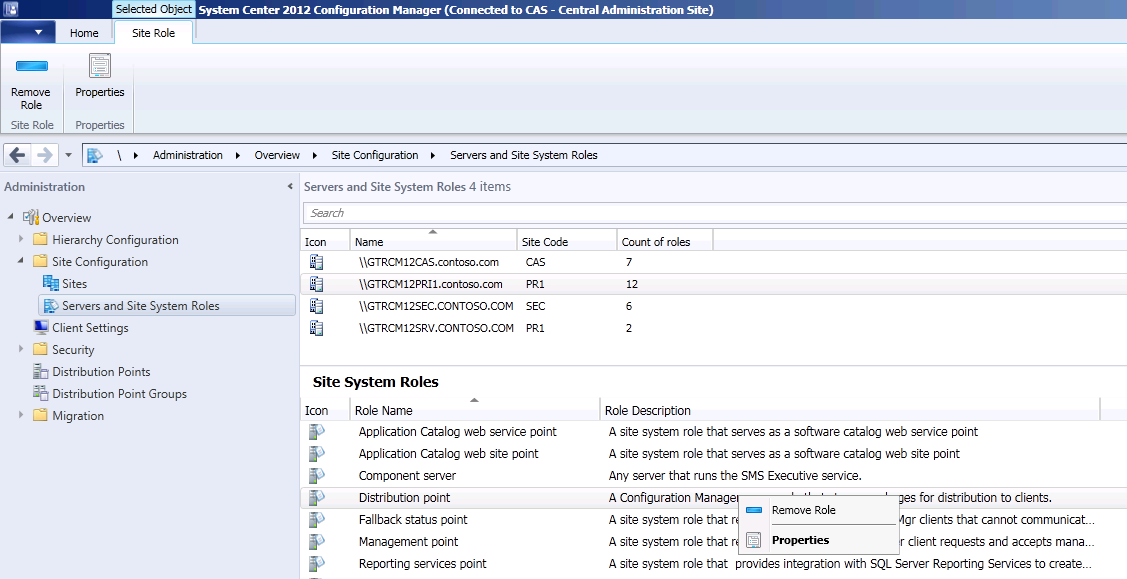 Selected Object System Center 2012 Configuration Manager (Connected to CAS - Central Administration Site)
Home Site Role
Remove Role
Properties
Site Role Properties
\ Administration Overview Site Configuration Servers and Site System Roles
Administration
Overview
Hierarchy Configuration
Site Configuration
Sites
Servers and Site System Roles
Client Settings
Security
Distribution Points
Distribution Point Groups
Migration
Servers and Site System Roles 4 items
Search
Icon Name Site Code Count of roles
\\GTRCM12CAS.contoso.com CAS 7
\\GTRCM12PRI1.contoso.com PR1 12
\\GTRCM12SEC.CONTOSO.COM SEC 6
\\GTRCM12SRV.CONTOSO.COM PR1 2
Site System Roles
Icon Role Name Role Description
Application Catalog web service point A site system role that serves as a software catalog web service point
Application Catalog web site point A site system role that serves as a software catalog web site point
Component server Any server that runs the SMS Executive service.
Distribution point A Configuration Manager for distribution to clients.
Fallback status point A site system role that Mgr clients that cannot communicat...
Management point A site system role that client requests and accepts mana...
Reporting services point A site system role that provides integration with SQL Server Reporting Services to create...
Remove Role
Properties